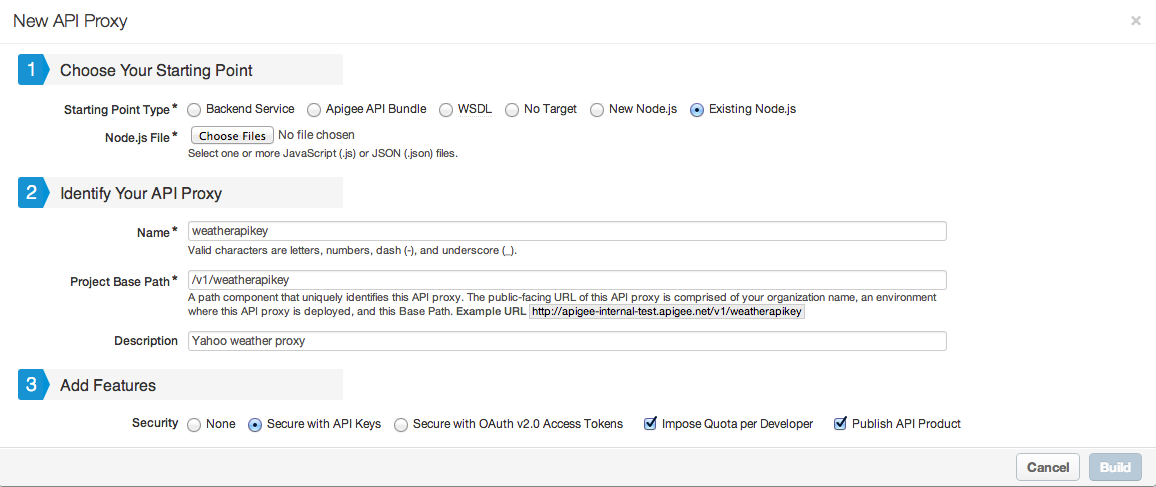 New API Proxy ×
1 Choose Your Starting Point
Starting Point Type * Backend Service Apigee API Bundle WSDL No Target New Node.js Existing Node.js
Node.js File * Choose Files No file chosen
Select one or more JavaScript (.js) or JSON (.json) files.
2 Identify Your API Proxy
Name * weatherapikey
Valid characters are letters, numbers, dash (-), and underscore (_).
Project Base Path * /v1/weatherapikey
A path component that uniquely identifies this API proxy. The public-facing URL of this API proxy is comprised of your organization name, an environment
where this API proxy is deployed, and this Base Path. Example URL http://apigee-internal-test.apigee.net/v1/weatherapikey
Description Yahoo weather proxy
3 Add Features
Security None Secure with API Keys Secure with OAuth v2.0 Access Tokens Impose Quota per Developer Publish API Product
Cancel Build